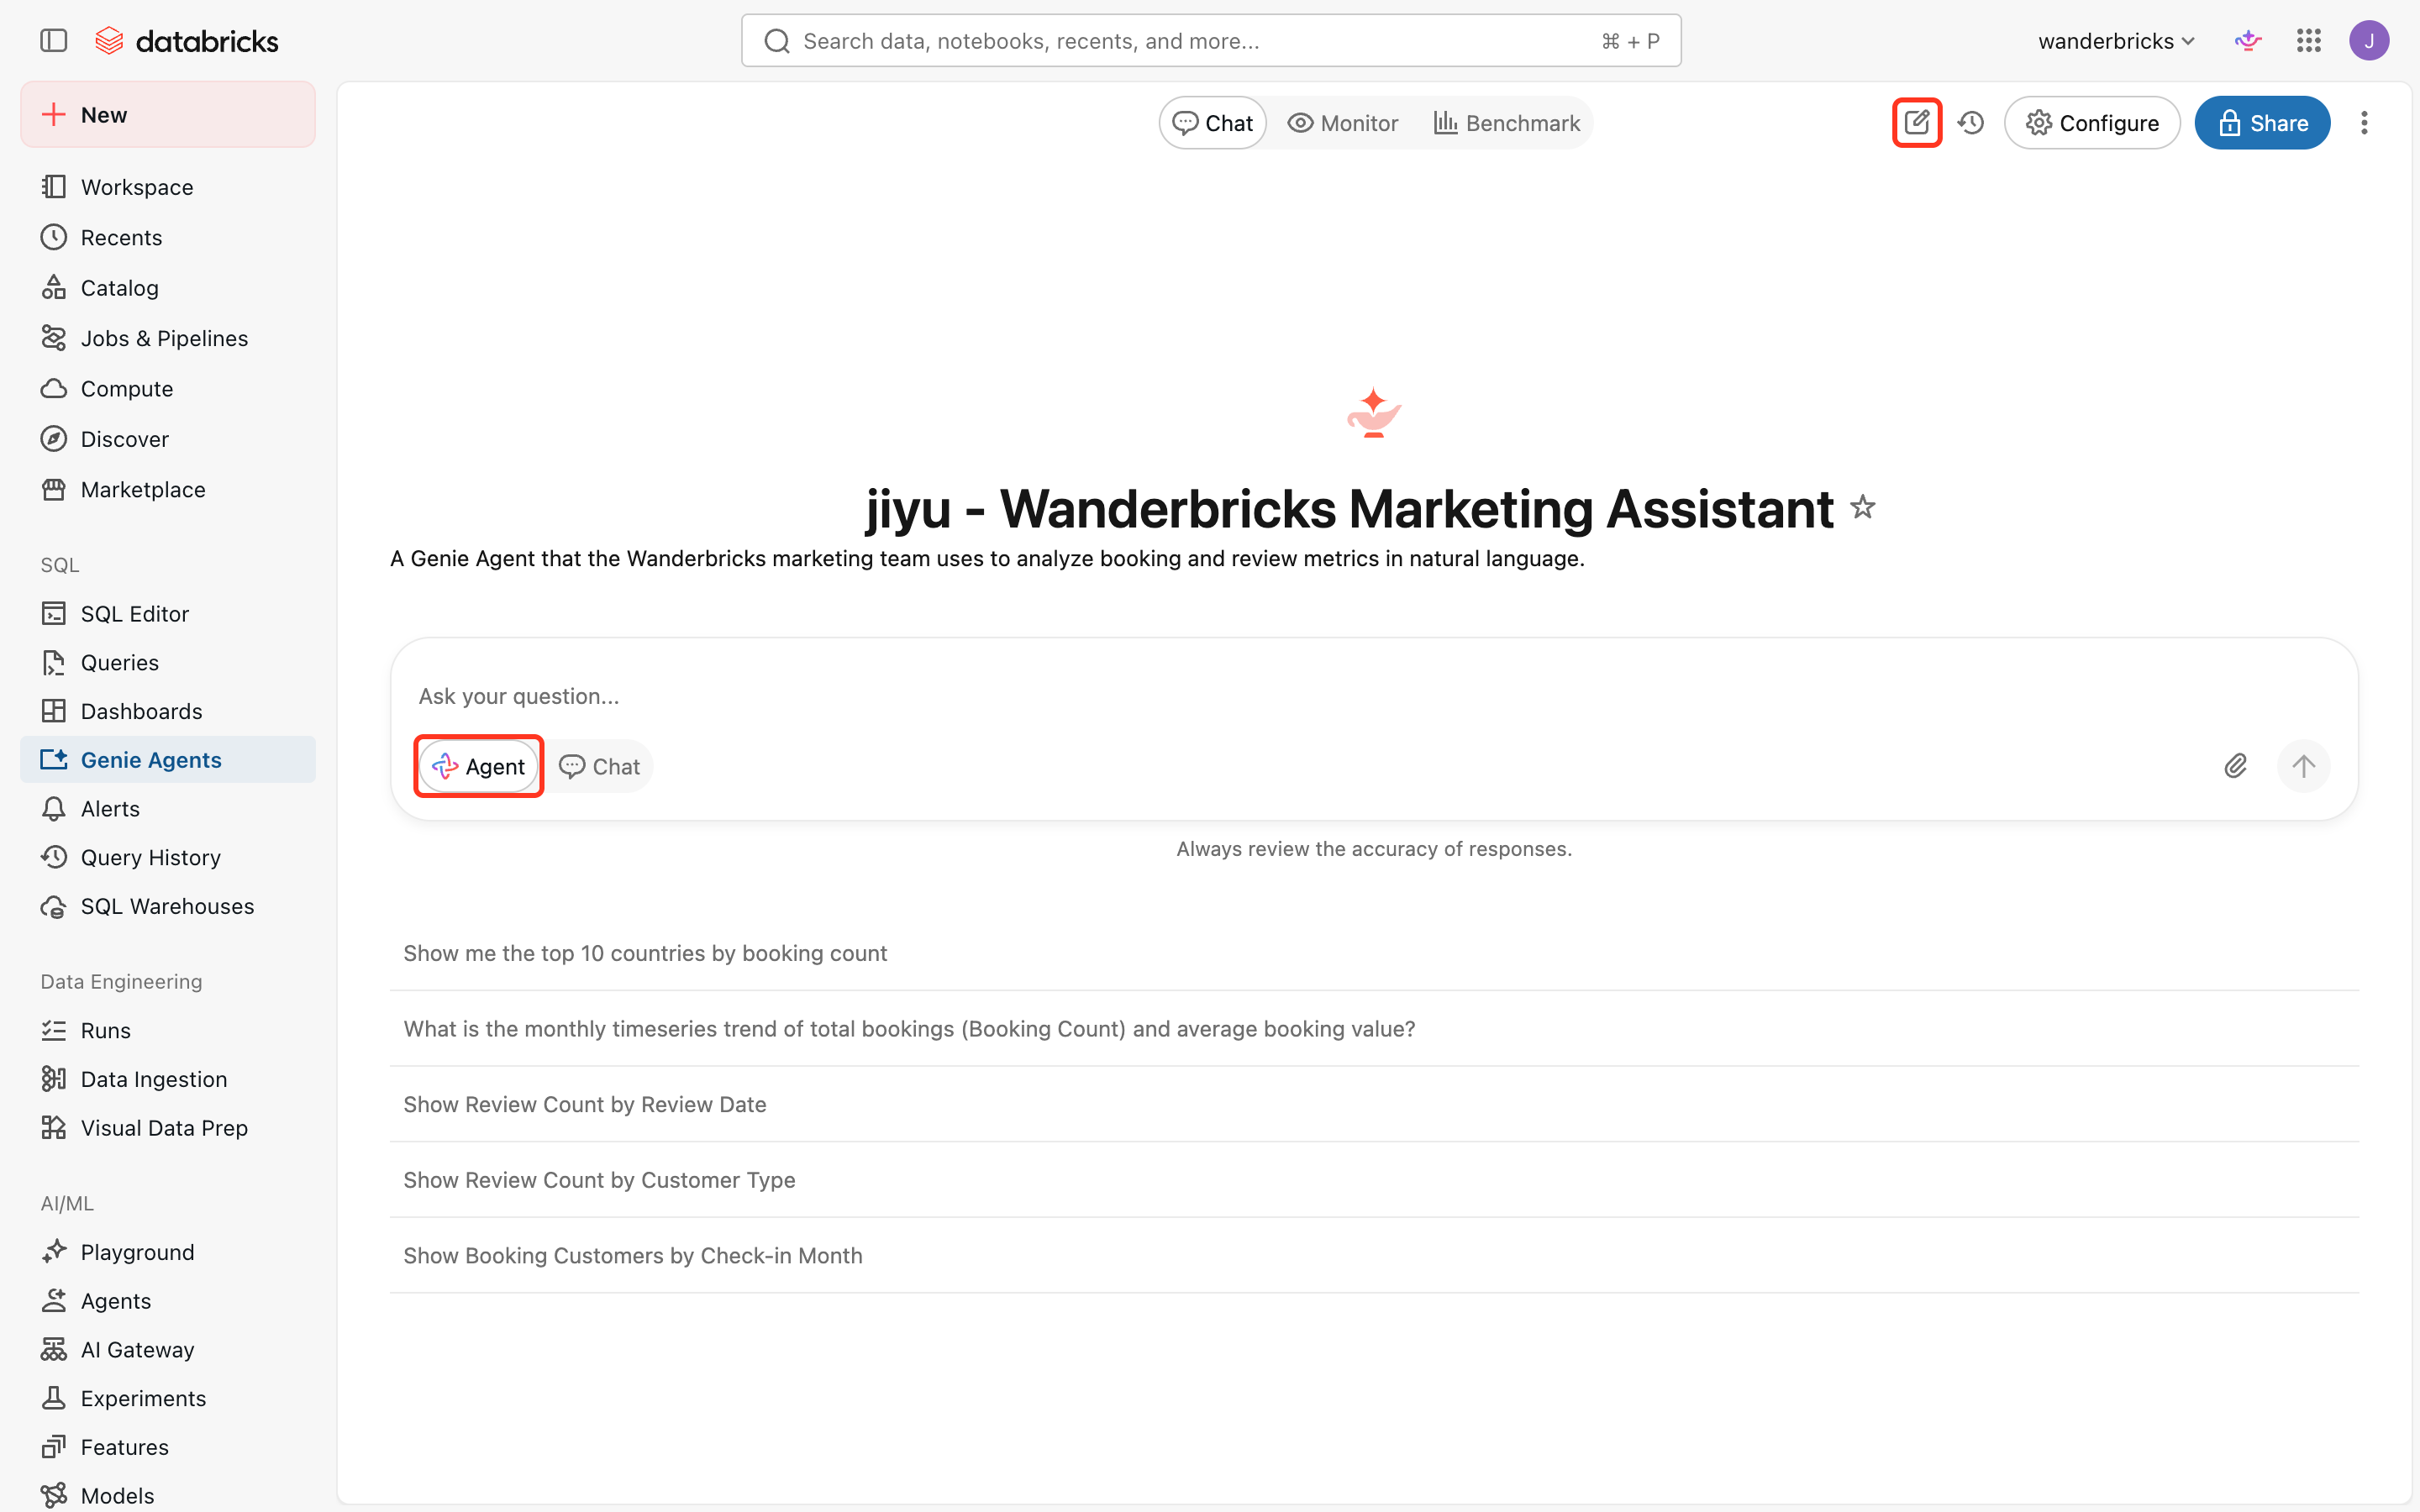 databricks
Search data, notebooks, recents, and more...
⌘ + P
wanderbricks
J
New
Workspace
Recents
Catalog
Jobs & Pipelines
Compute
Discover
Marketplace
SQL
SQL Editor
Queries
Dashboards
Genie Agents
Alerts
Query History
SQL Warehouses
Data Engineering
Runs
Data Ingestion
Visual Data Prep
AI/ML
Playground
Agents
AI Gateway
Experiments
Features
Models
Chat
Monitor
Benchmark
Configure
Share
jiyu - Wanderbricks Marketing Assistant
A Genie Agent that the Wanderbricks marketing team uses to analyze booking and review metrics in natural language.
Ask your question...
Agent
Chat
Always review the accuracy of responses.
Show me the top 10 countries by booking count
What is the monthly timeseries trend of total bookings (Booking Count) and average booking value?
Show Review Count by Review Date
Show Review Count by Customer Type
Show Booking Customers by Check-in Month